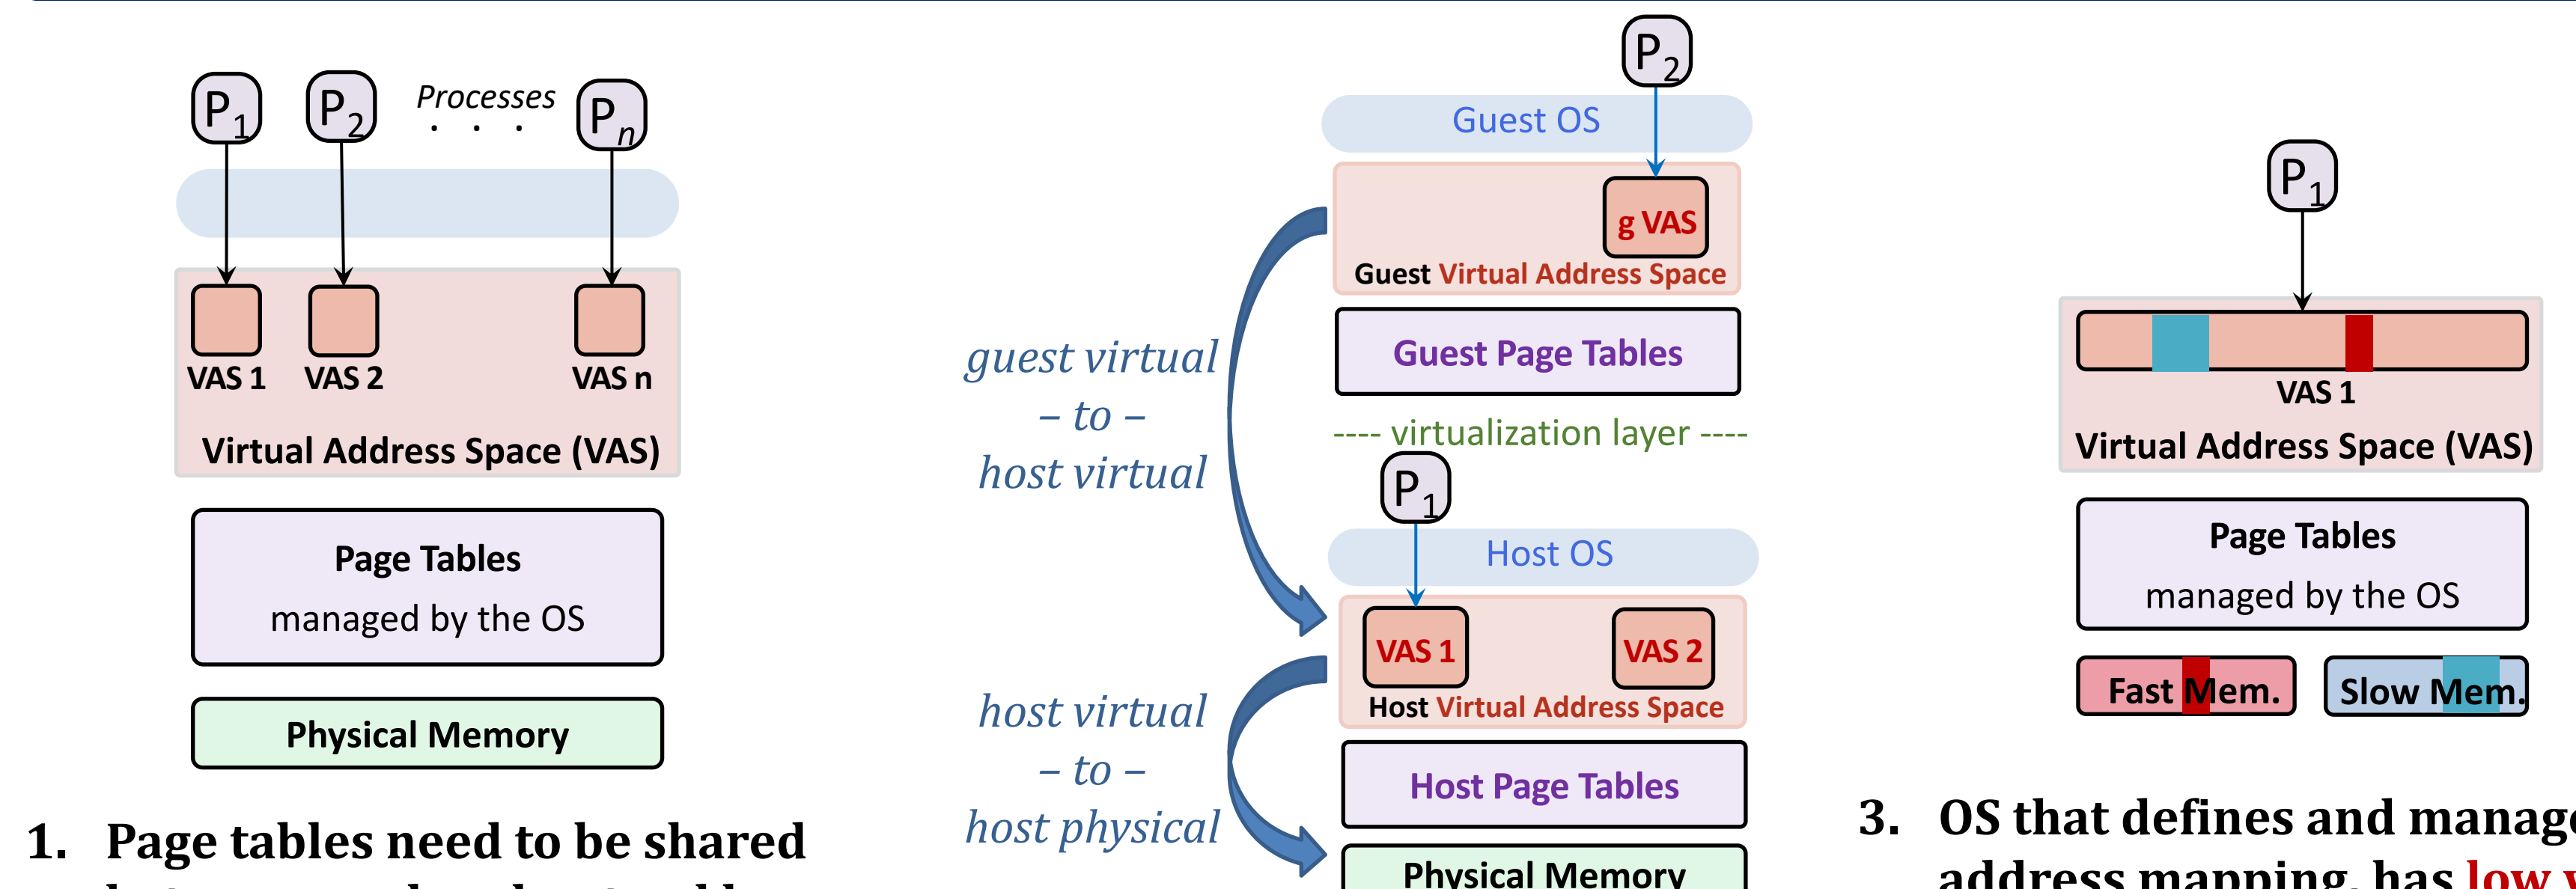 P1 P2 Processes Pn
. . .
VAS 1 VAS 2 VAS n
Virtual Address Space (VAS)
Page Tables
managed by the OS
Physical Memory
1. Page tables need to be shared
P2
Guest OS
g VAS
Guest Virtual Address Space
Guest Page Tables
---- virtualization layer ----
P1
Host OS
VAS 1 VAS 2
Host Virtual Address Space
Host Page Tables
Physical Memory
guest virtual
– to –
host virtual
host virtual
– to –
host physical
P1
VAS 1
Virtual Address Space (VAS)
Page Tables
managed by the OS
Fast Mem. Slow Mem.
3. OS that defines and manage
address mapping, has low